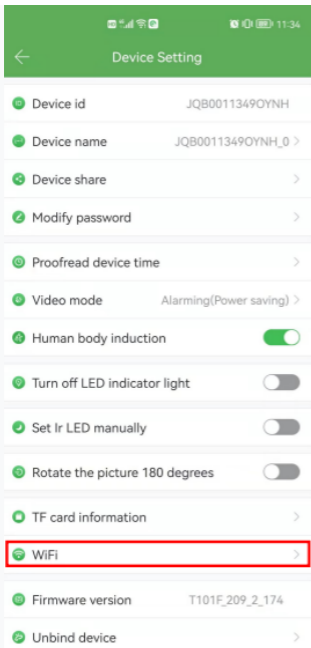 11:34
Device Setting
Device id JQB0011349OYNH
Device name JQB0011349OYNH_0
Device share
Modify password
Proofread device time
Video mode Alarming(Power saving)
Human body induction
Turn off LED indicator light
Set Ir LED manually
Rotate the picture 180 degrees
TF card information
WiFi
Firmware version T101F_209_2_174
Unbind device